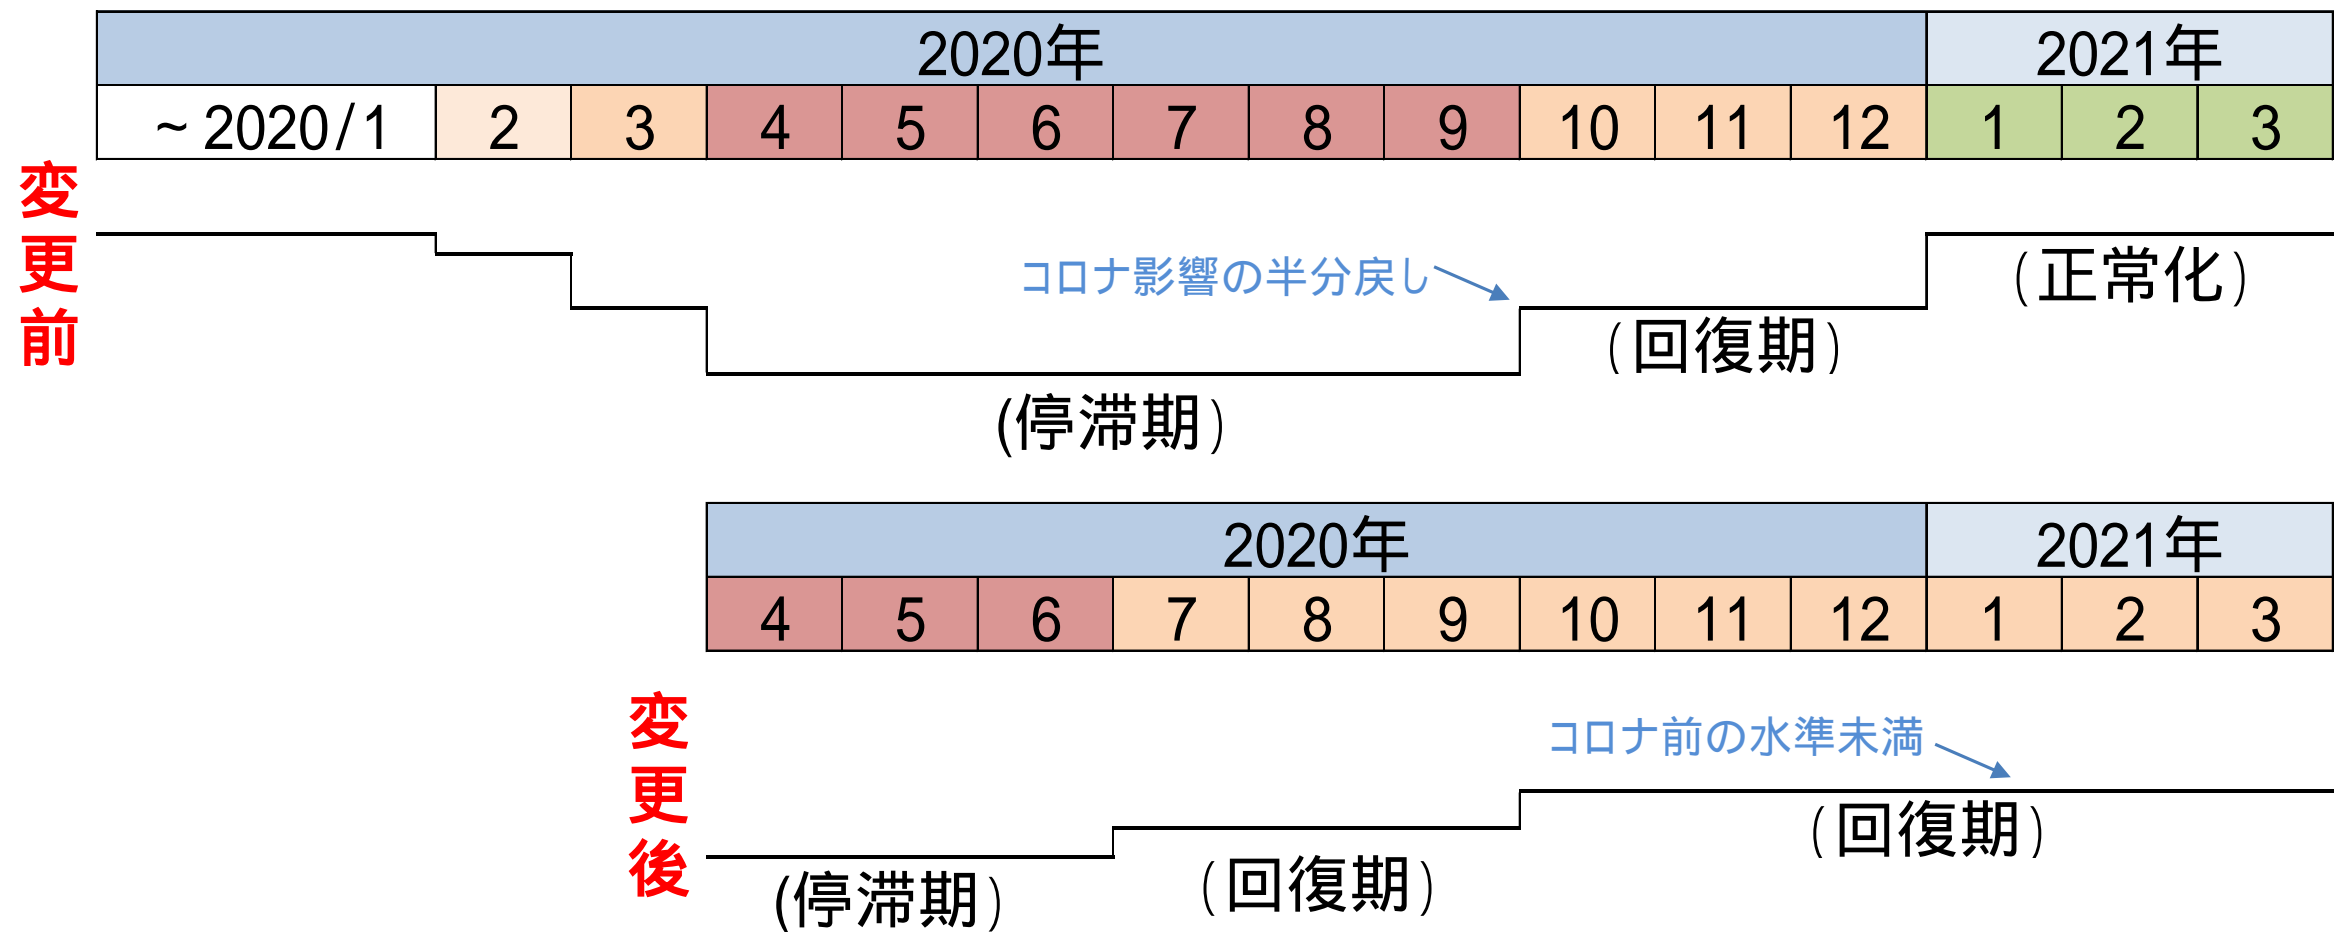 2020年 2021年
~ 2020/1 2 3 4 5 6 7 8 9 10 11 12 1 2 3
変更前
コロナ影響の半分戻し
(正常化)
(回復期)
(停滞期)
2020年 2021年
4 5 6 7 8 9 10 11 12 1 2 3
変更後
コロナ前の水準未満
(回復期)
(回復期)
(停滞期)